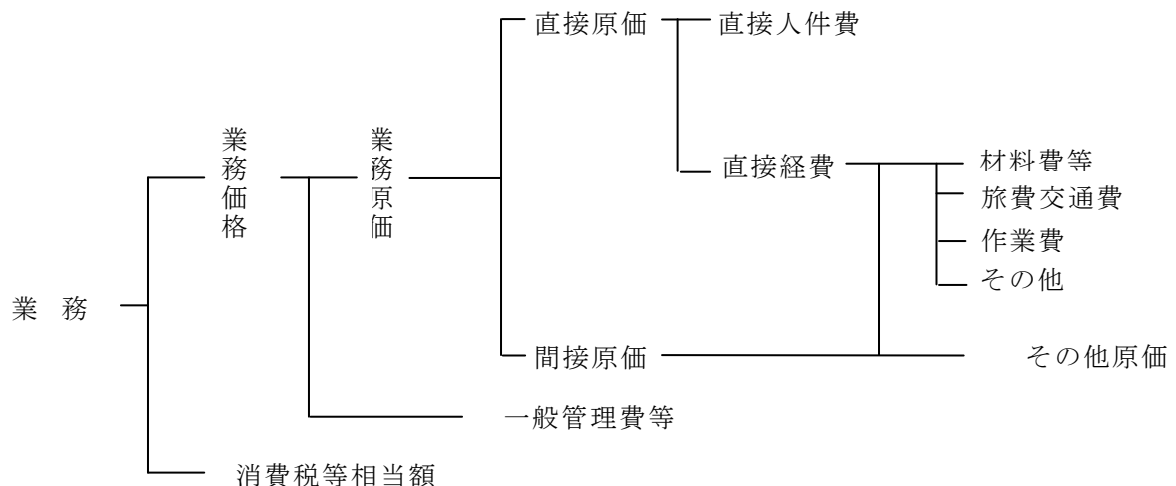 直接原価
直接人件費
業務価格
業務原価
直接経費
材料費等
旅費交通費
作業費
その他
業 務
間接原価
その他原価
一般管理費等
消費税等相当額